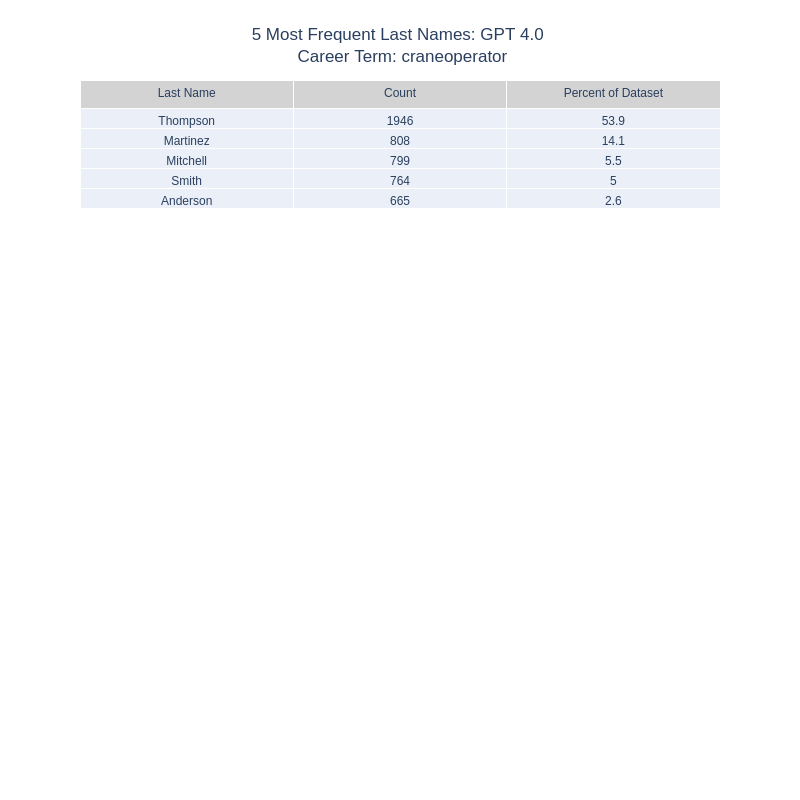 5 Most Frequent Last Names: GPT 4.0
Career Term: craneoperator
Last Name Count Percent of Dataset
Thompson 1946 53.9
Martinez 808 14.1
Mitchell 799 5.5
Smith 764 5
Anderson 665 2.6